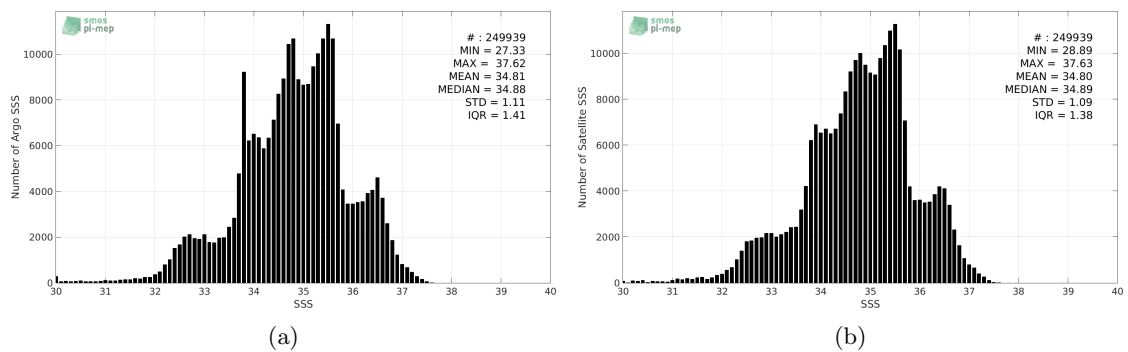 smos
pi-mep
# : 249939
MIN = 27.33
MAX = 37.62
MEAN = 34.81
MEDIAN = 34.88
STD = 1.11
IQR = 1.41
Number of Argo SSS
10000
8000
6000
4000
2000
0
30 31 32 33 34 35 36 37 38 39 40
SSS
(a)
smos
pi-mep
# : 249939
MIN = 28.89
MAX = 37.63
MEAN = 34.80
MEDIAN = 34.89
STD = 1.09
IQR = 1.38
Number of Satellite SSS
10000
8000
6000
4000
2000
0
30 31 32 33 34 35 36 37 38 39 40
SSS
(b)